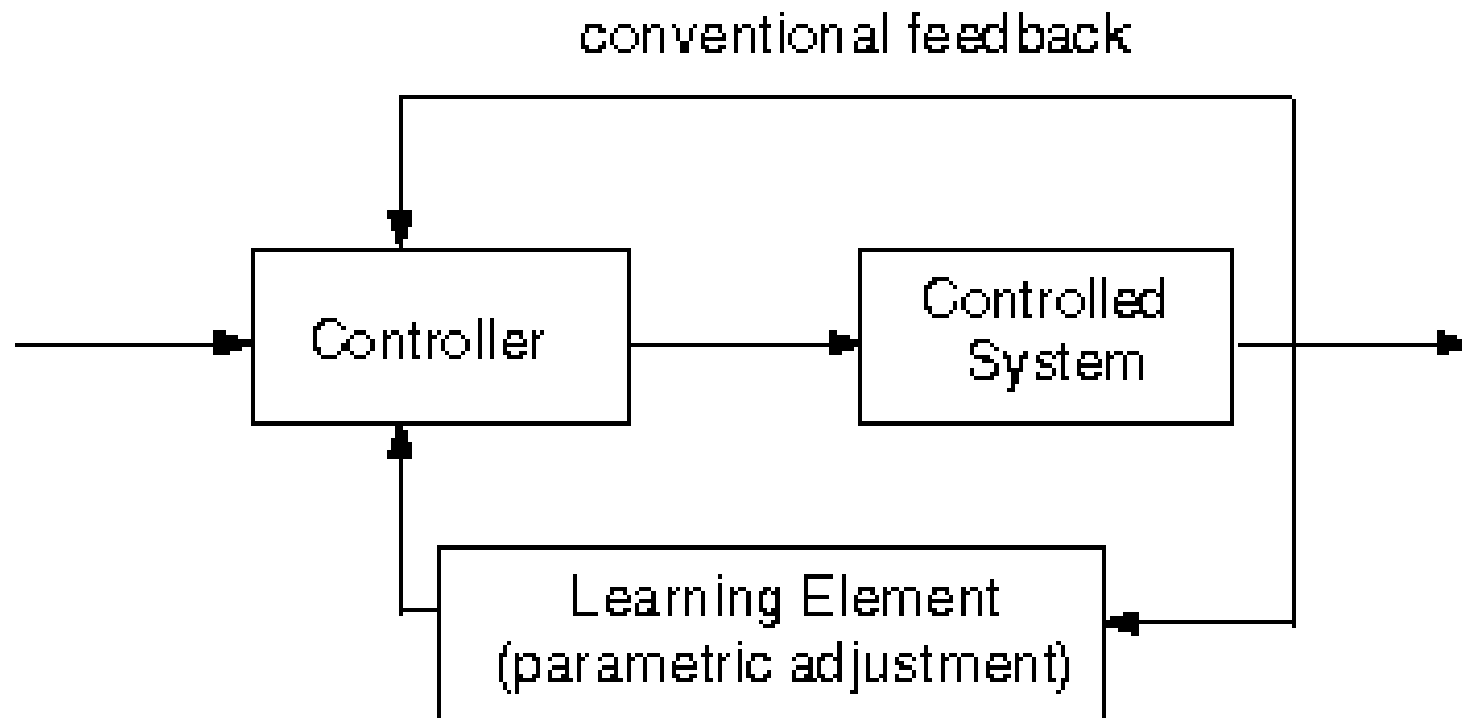 conventional feedback
Controller
Controlled
System
Learning Element
(parametric adjustment)